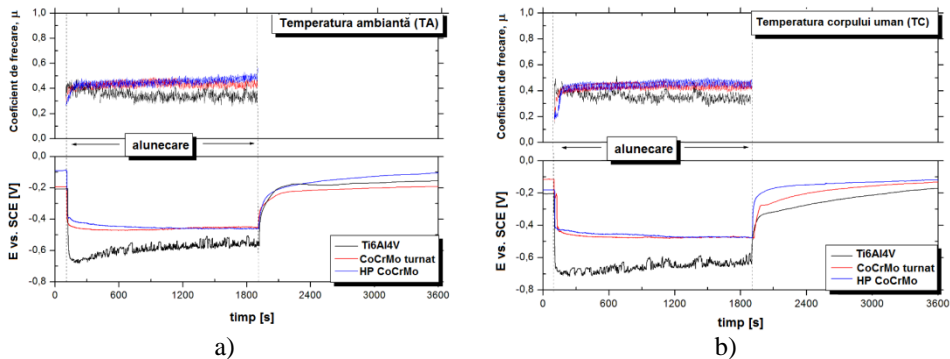 Temperatura ambiantă (TA)
Coeficient de frecare, μ
1,0
0,8
0,6
0,4
0,2
0,0
alunecare
E vs. SCE [V]
0,0
-0,2
-0,4
-0,6
-0,8
Ti6Al4V
CoCrMo turnat
HP CoCrMo
0 600 1200 1800 2400 3000 3600
timp [s]
a)
Temperatura corpului uman (TC)
Coeficient de frecare, μ
1,0
0,8
0,6
0,4
0,2
0,0
alunecare
E vs. SCE [V]
0,0
-0,2
-0,4
-0,6
-0,8
Ti6Al4V
CoCrMo turnat
HP CoCrMo
0 600 1200 1800 2400 3000 3600
timp [s]
b)